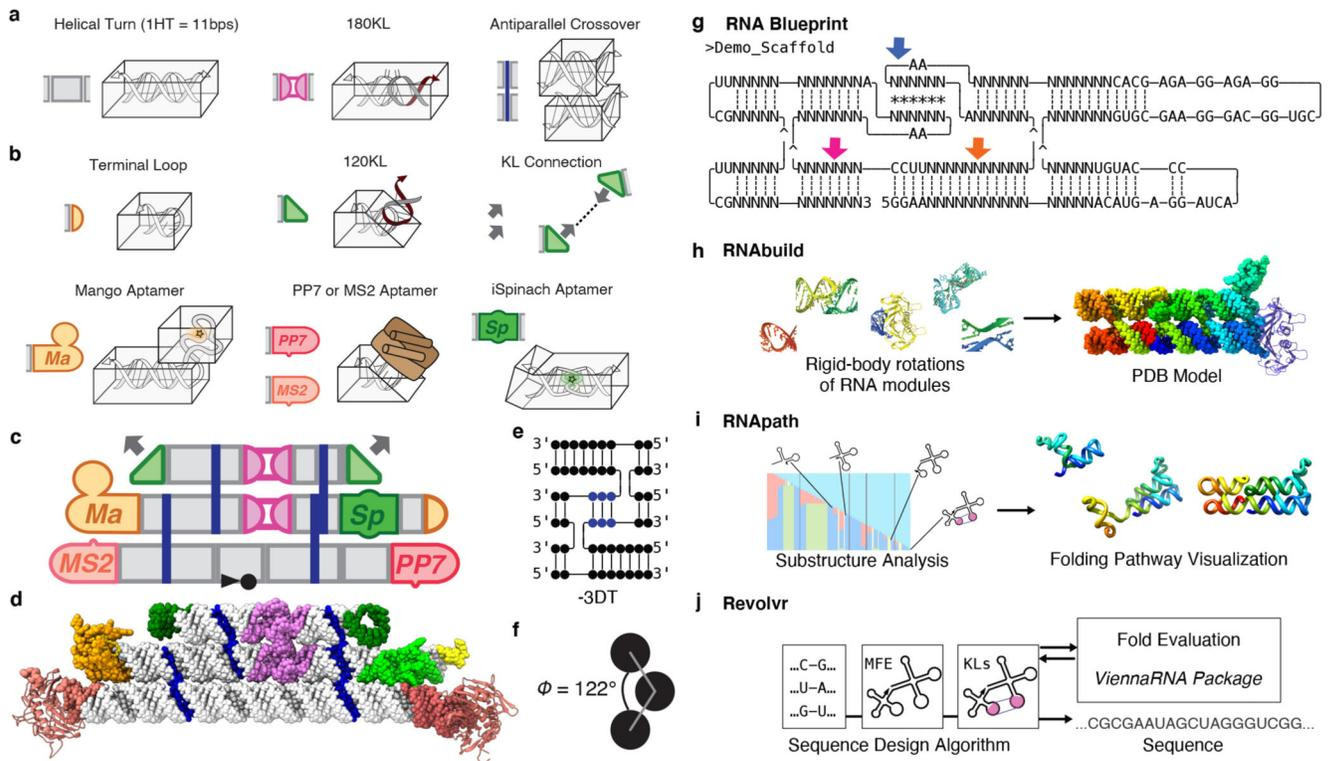 a
Helical Turn (1HT = 11bps)
180KL
Antiparallel Crossover
b
Terminal Loop
120KL
KL Connection
Mango Aptamer
PP7 or MS2 Aptamer
iSpinach Aptamer
Ma
PP7
MS2
Sp
c
Ma
Sp
MS2
PP7
d
e
3' 5'
5' 3'
3' 5'
5' 3'
3' 5'
5' 3'
-3DT
f
Φ = 122°
g RNA Blueprint
>Demo_Scaffold
AA
UUNNNNN—NNNNNNNA NNNNNN NNNNNN—NNNNNNNCACG-AGA-GG-AGA-GG
******
CGNNNNN—NNNNNNN NNNNNN ANNNNNN—NNNNNNNGUGC-GAA-GG-GAC-GG-UGC
AA
^ ^
^ ^
UUNNNNN NNNNNNN—CCUUNNNNNNNNNN NNNNNUGUAC—CC
CGNNNNN—NNNNNNN3 5GGAANNNNNNNNNN—NNNNNACAUG-A-GG-AUCA
h RNAbuild
Rigid-body rotations
of RNA modules
PDB Model
i RNApath
Substructure Analysis
Folding Pathway Visualization
j Revolvr
...C-G...
...U-A...
...G-U...
MFE
KLs
Fold Evaluation
ViennaRNA Package
Sequence Design Algorithm
...CGCGAAUAGCUAGGGUCGG...
Sequence